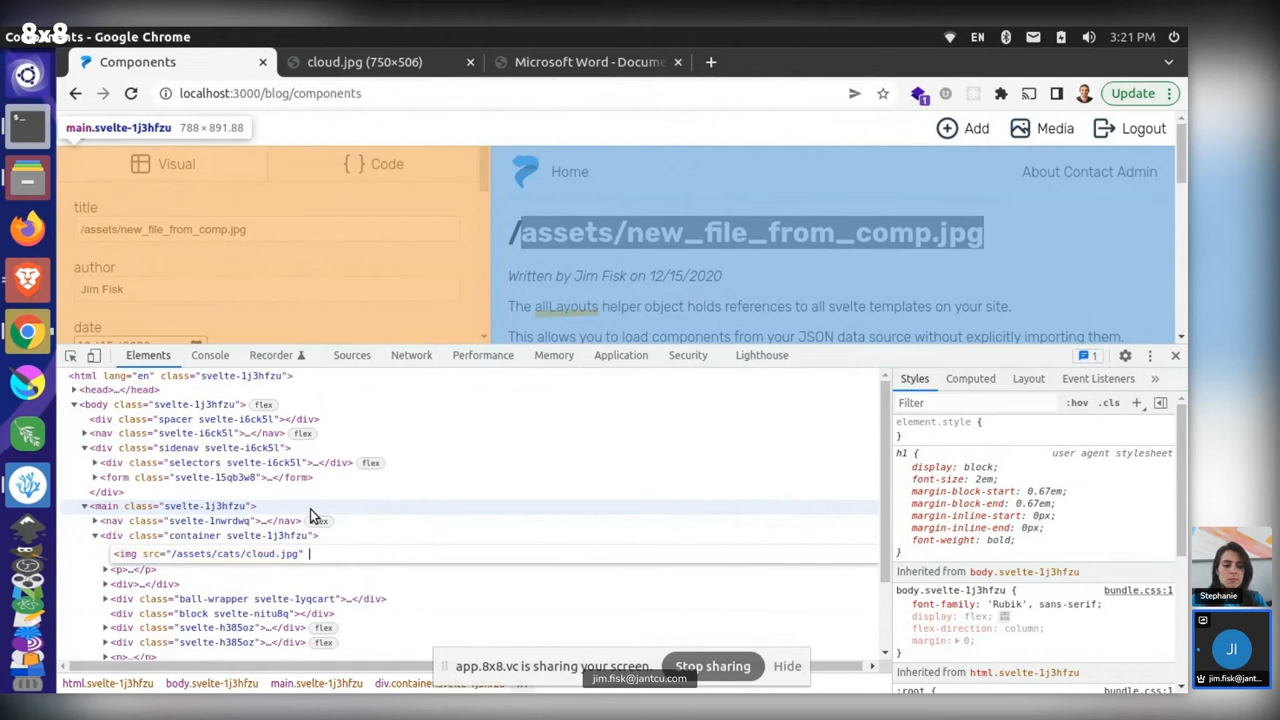 8x8
Components - Google Chrome
EN
3:21 PM
Components
cloud.jpg (750×506)
Microsoft Word - Docume
localhost:3000/blog/components
1
Update
main.svelte-1j3hfzu 788 × 891.88
Add
Media
Logout
Visual
{ } Code
Home
About Contact Admin
title
/assets/new_file_from_comp.jpg
/assets/new_file_from_comp.jpg
author
Jim Fisk
Written by Jim Fisk on 12/15/2020
The allLayouts helper object holds references to all svelte templates on your site.
date
This allows you to load components from your JSON data source without explicitly importing them.
Elements
Console
Recorder
Sources
Network
Performance
Memory
Application
Security
Lighthouse
1
<html lang="en" class="svelte-1j3hfzu">
<head>…</head>
<body class="svelte-1j3hfzu"> flex
<div class="spacer svelte-i6ck5l"></div>
<nav class="svelte-i6ck5l">…</nav> flex
<div class="sidenav svelte-i6ck5l">
<div class="selectors svelte-i6ck5l">…</div> flex
<form class="svelte-15qb3w8">…</form>
</div>
<main class="svelte-1j3hfzu">
<nav class="svelte-1nwrdwq">…</nav> flex
<div class="container svelte-1j3hfzu">
<img src="/assets/cats/cloud.jpg"
<p>…</p>
<div>…</div>
<div class="ball-wrapper svelte-1yqcart">…</div>
<div class="block svelte-nitu8q"></div>
<div class="svelte-h385oz">…</div> flex
<div class="svelte-h385oz">…</div> flex
<p>…</p>
html.svelte-1j3hfzu
body.svelte-1j3hfzu
main.svelte-1j3hfzu
div.container.svelte-1j3hfzu
Styles
Computed
Layout
Event Listeners
Filter
:hov
.cls
element.style {
}
h1 {
user agent stylesheet
display: block;
font-size: 2em;
margin-block-start: 0.67em;
margin-block-end: 0.67em;
margin-inline-start: 0px;
margin-inline-end: 0px;
font-weight: bold;
}
Inherited from body.svelte-1j3hfzu
body.svelte-1j3hfzu {
bundle.css:1
font-family: 'Rubik', sans-serif;
display: flex;
flex-direction: column;
margin: 0;
}
Inherited from html.svelte-1j3hfzu
:root {
bundle.css:1
app.8x8.vc is sharing your screen.
Stop sharing
Hide
jim.fisk@jantcu.com
Stephanie
JI
jim.fisk@jant...